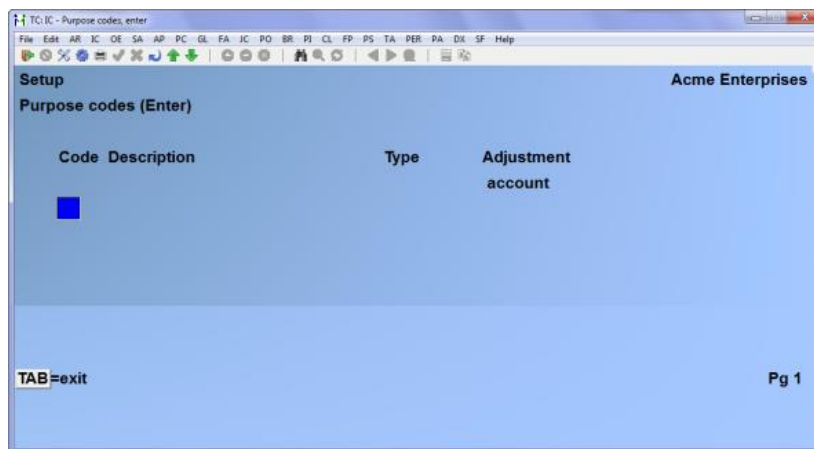 TC: IC - Purpose codes, enter
File Edit AR IC OE SA AP PC GL FA JC PO BR PJ CL FP PS TA PER PA DX SF Help
Setup Acme Enterprises
Purpose codes (Enter)
Code Description Type Adjustment
account
TAB=exit Pg 1